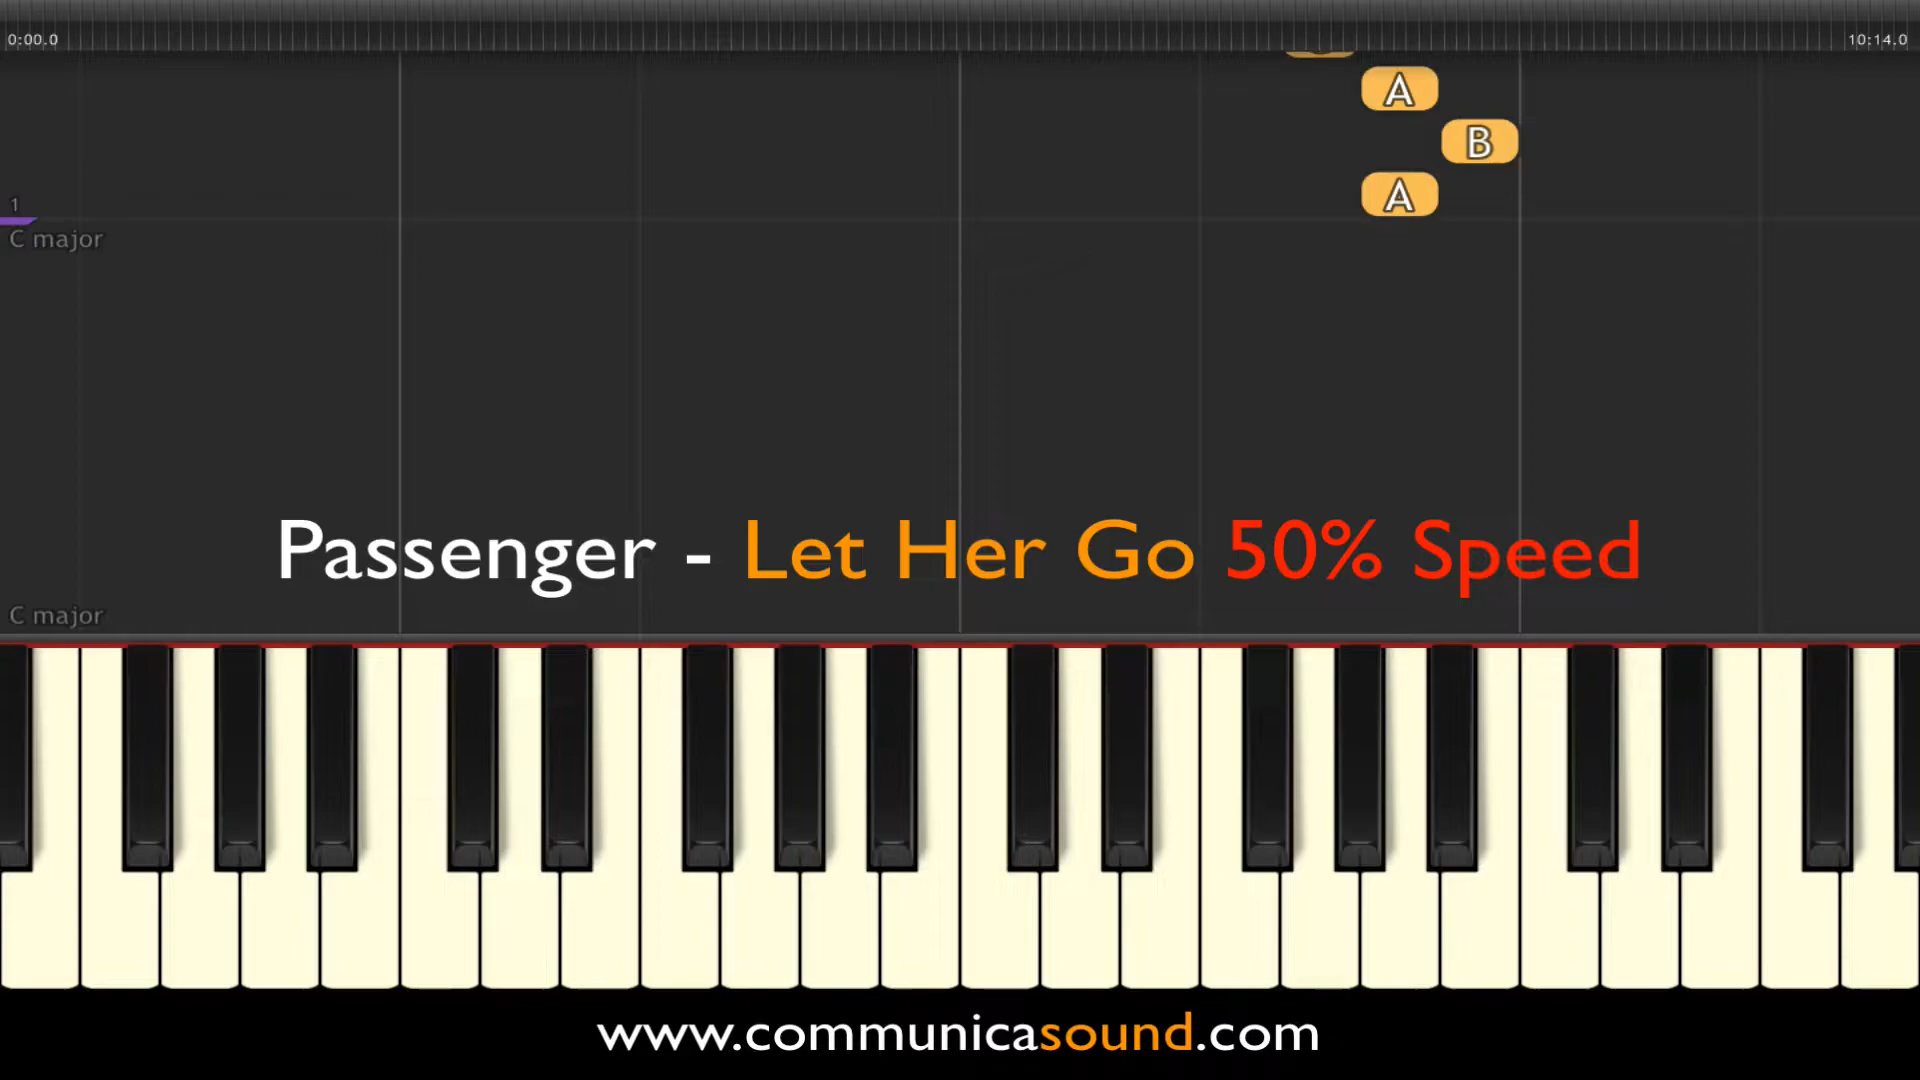 0:00.0 10:14.0
A
B
1
A
C major
Passenger - Let Her Go 50% Speed
C major
www.communicasound.com